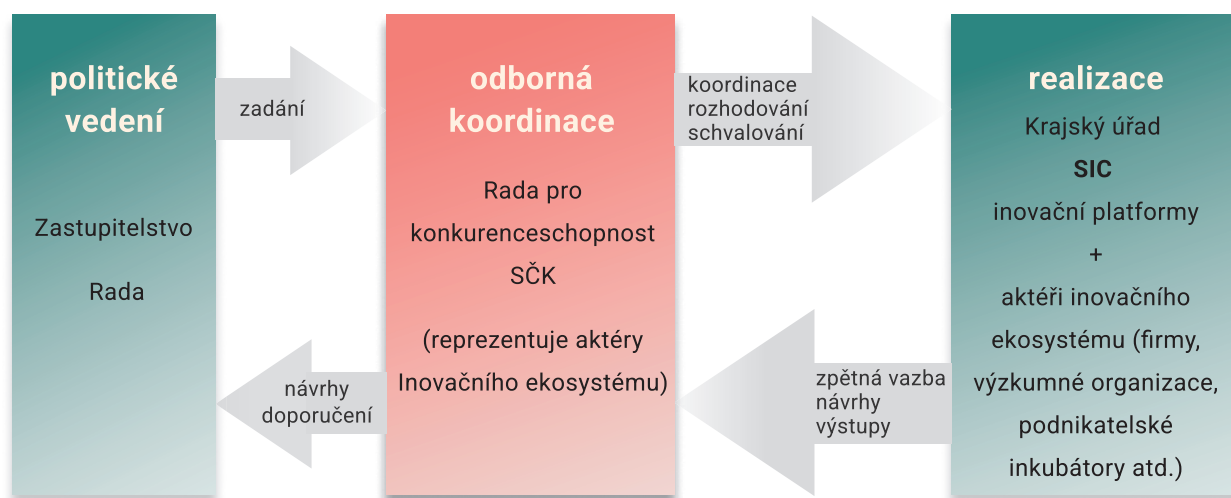 politické
vedení
Zastupitelstvo
Rada
zadání
návrhy
doporučení
odborná
koordinace
Rada pro
konkurenceschopnost
SČK
(reprezentuje aktéry
Inovačního ekosystému)
koordinace
rozhodování
schvalování
zpětná vazba
návrhy
výstupy
realizace
Krajský úřad
SIC
inovační platformy
+
aktéři inovačního
ekosystému (firmy,
výzkumné organizace,
podnikatelské
inkubátory atd.)